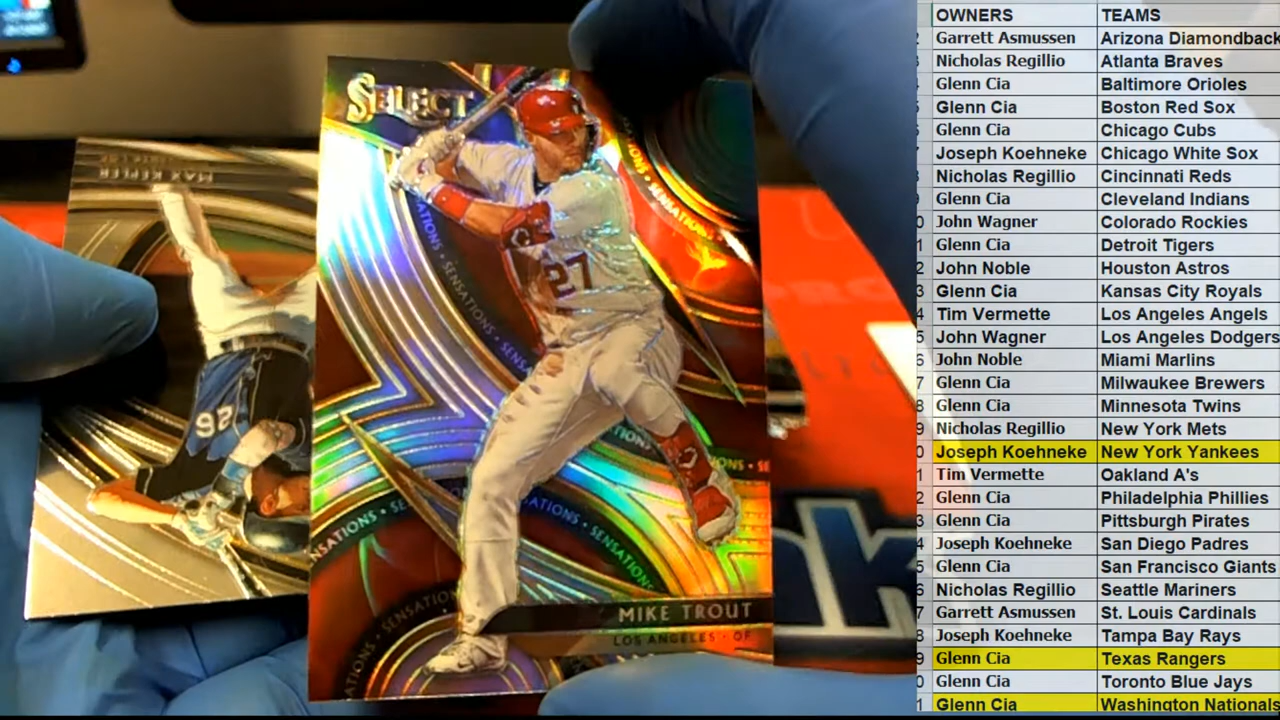 SELECT
SENSATIONS
27
MIKE TROUT
LOS ANGELES • OF
MAX KEPLER
26
OWNERS TEAMS
Garrett Asmussen Arizona Diamondback
Nicholas Regillio Atlanta Braves
Glenn Cia Baltimore Orioles
Glenn Cia Boston Red Sox
Glenn Cia Chicago Cubs
Joseph Koehneke Chicago White Sox
Nicholas Regillio Cincinnati Reds
Glenn Cia Cleveland Indians
John Wagner Colorado Rockies
Glenn Cia Detroit Tigers
John Noble Houston Astros
Glenn Cia Kansas City Royals
Tim Vermette Los Angeles Angels
John Wagner Los Angeles Dodgers
John Noble Miami Marlins
Glenn Cia Milwaukee Brewers
Glenn Cia Minnesota Twins
Nicholas Regillio New York Mets
Joseph Koehneke New York Yankees
Tim Vermette Oakland A's
Glenn Cia Philadelphia Phillies
Glenn Cia Pittsburgh Pirates
Joseph Koehneke San Diego Padres
Glenn Cia San Francisco Giants
Nicholas Regillio Seattle Mariners
Garrett Asmussen St. Louis Cardinals
Joseph Koehneke Tampa Bay Rays
Glenn Cia Texas Rangers
Glenn Cia Toronto Blue Jays
Glenn Cia Washington Nationals